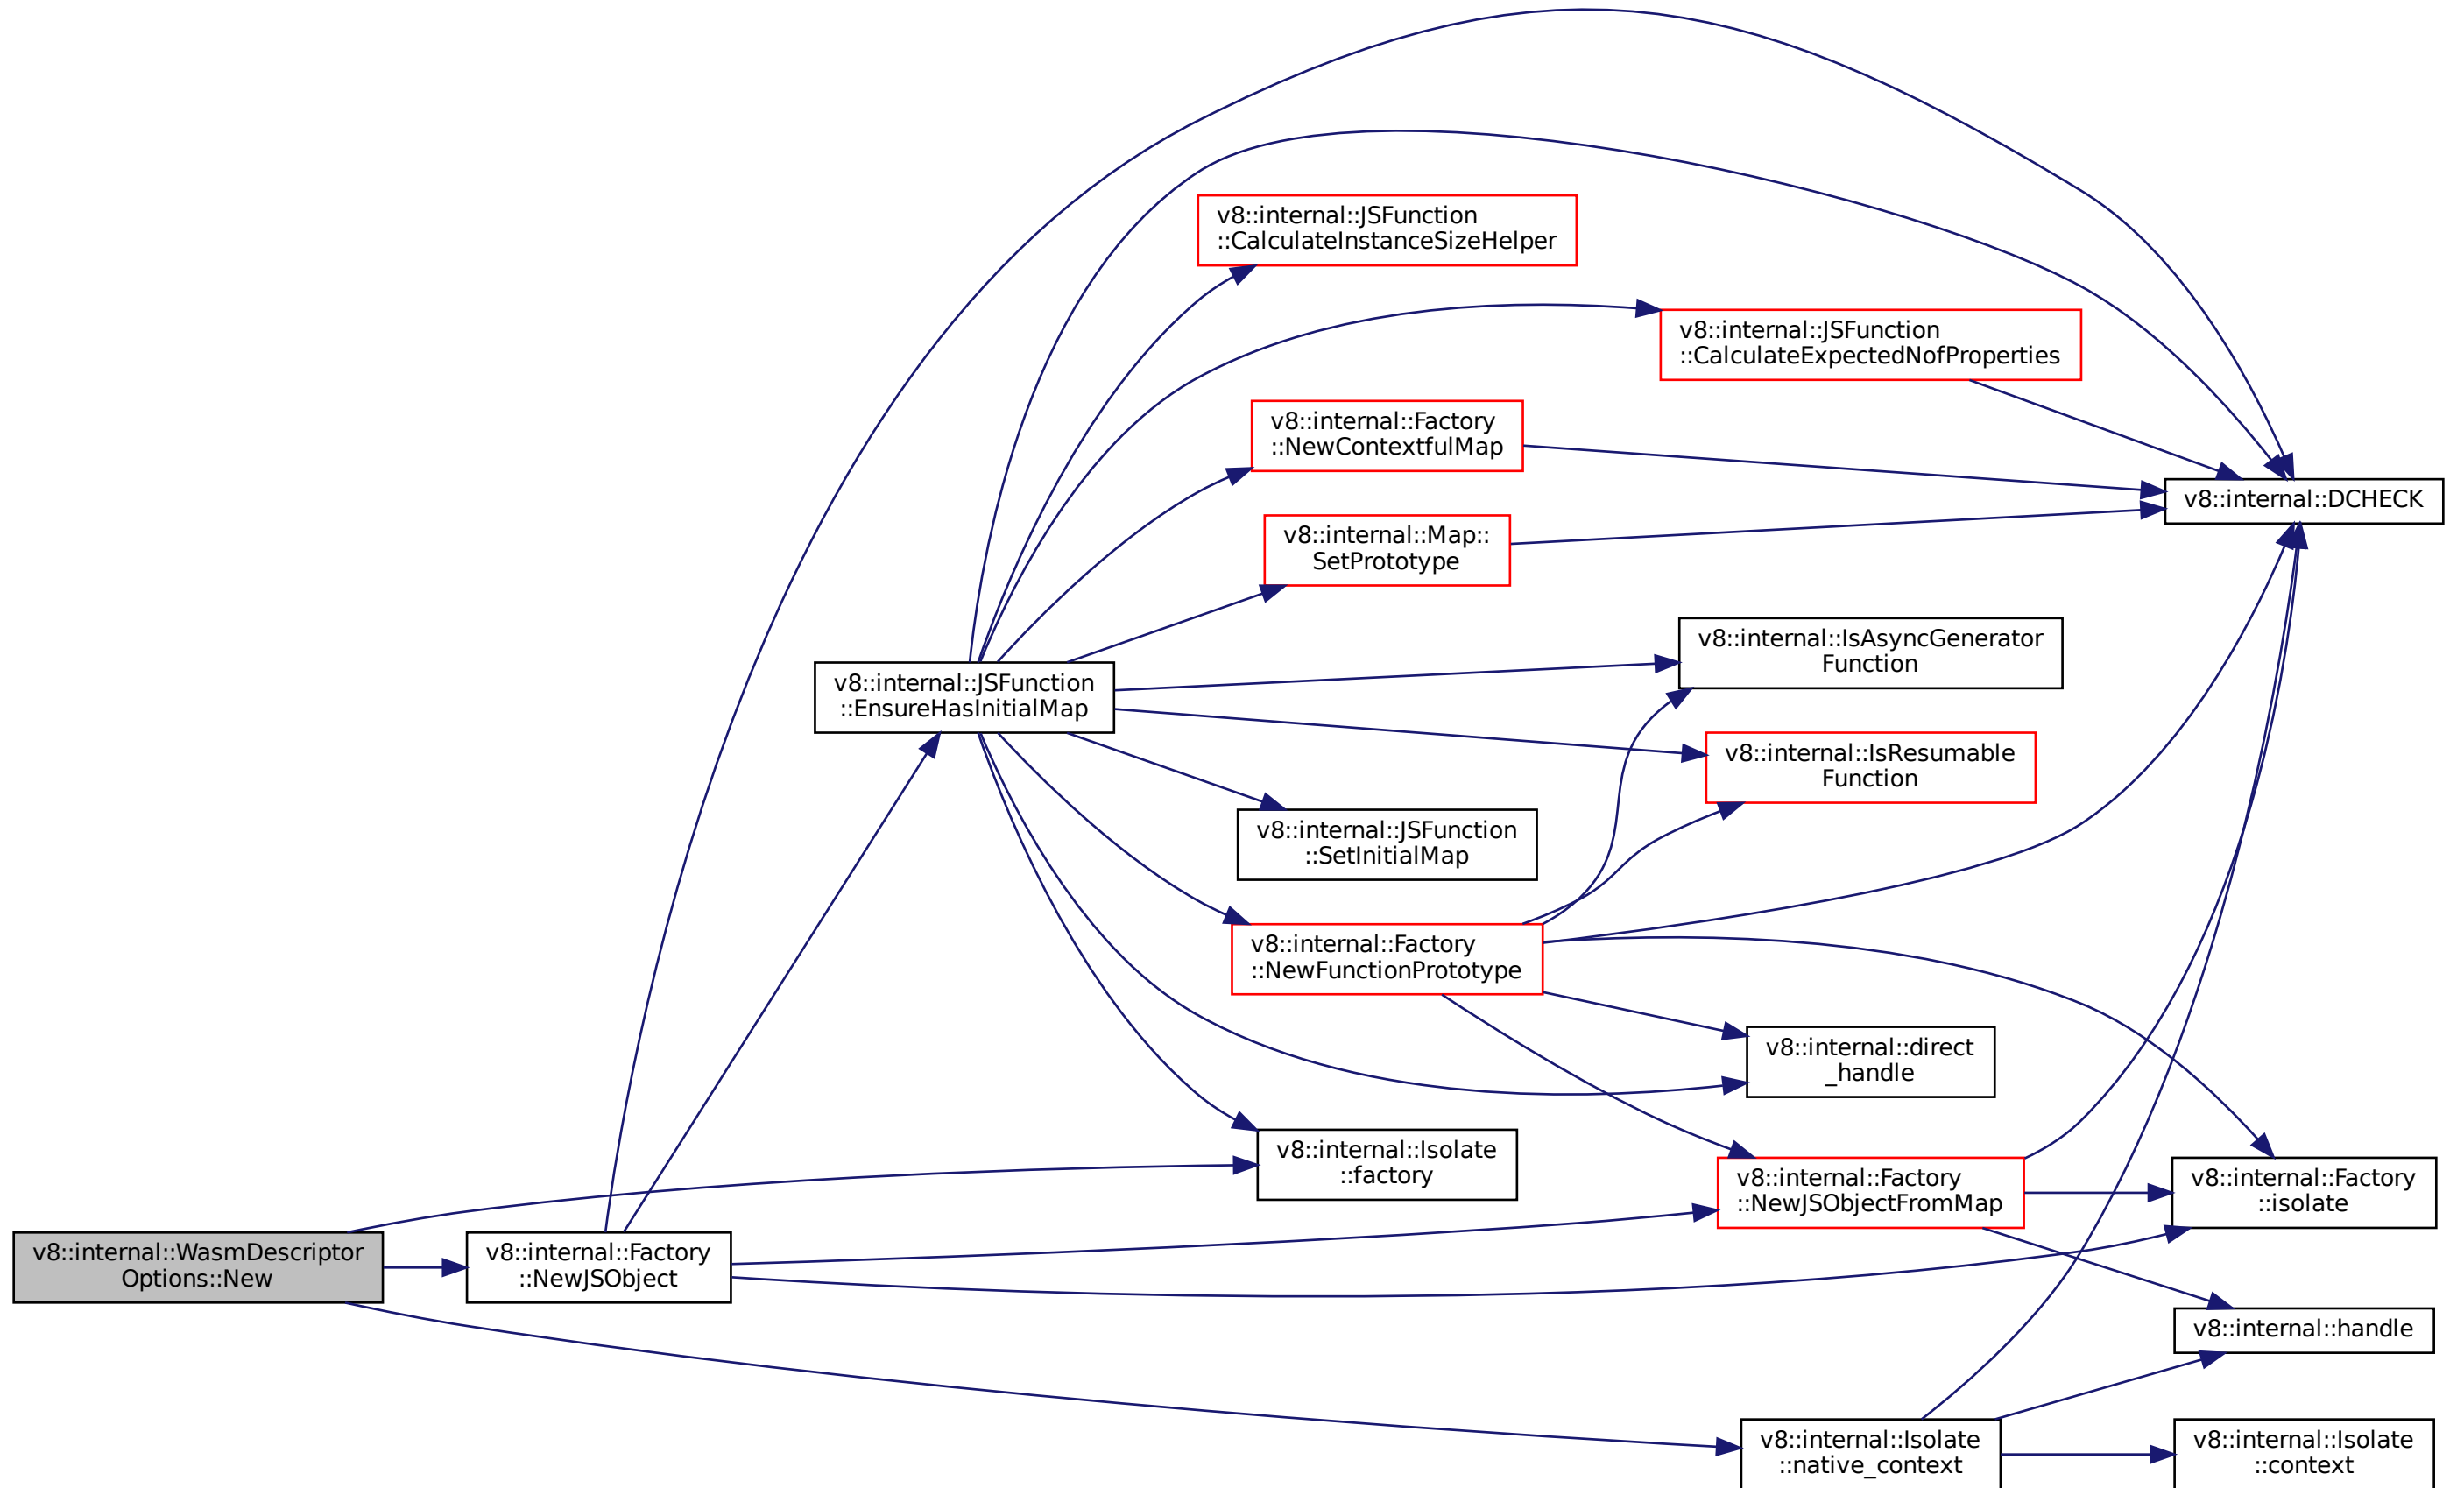 v8::internal::JSFunction
::CalculateInstanceSizeHelper
v8::internal::JSFunction
::CalculateExpectedNofProperties
v8::internal::Factory
::NewContextfulMap
v8::internal::DCHECK
v8::internal::Map::
SetPrototype
v8::internal::IsAsyncGenerator
Function
v8::internal::JSFunction
::EnsureHasInitialMap
v8::internal::IsResumable
Function
v8::internal::JSFunction
::SetInitialMap
v8::internal::Factory
::NewFunctionPrototype
v8::internal::direct
_handle
v8::internal::Isolate
::factory
v8::internal::Factory
::NewJSObjectFromMap
v8::internal::Factory
::isolate
v8::internal::WasmDescriptor
Options::New
v8::internal::Factory
::NewJSObject
v8::internal::handle
v8::internal::Isolate
::native_context
v8::internal::Isolate
::context